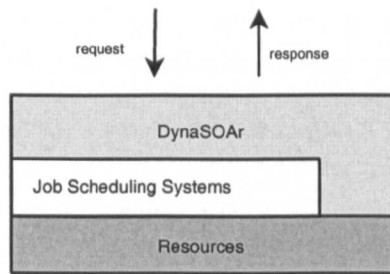 request
response
DynaSOAr
Job Scheduling Systems
Resources